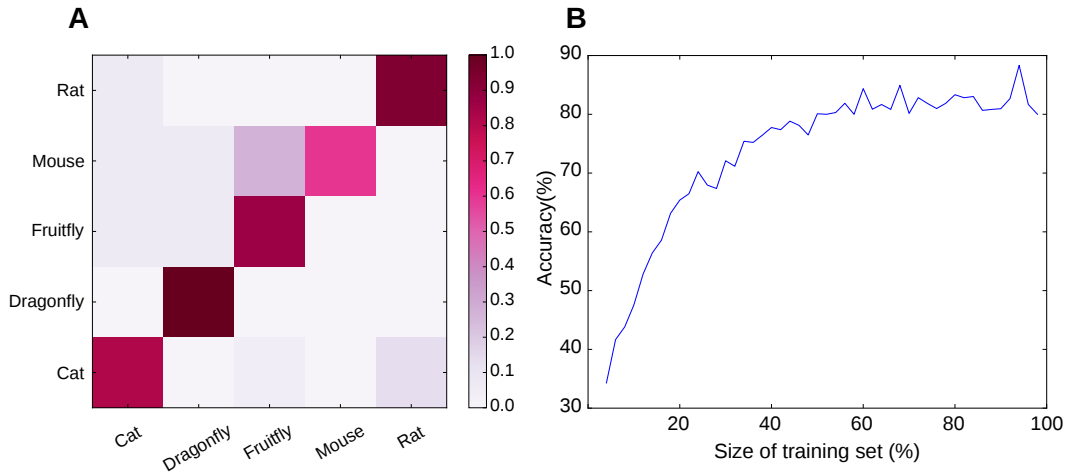 A
Rat
Mouse
Fruitfly
Dragonfly
Cat
Cat
Dragonfly
Fruitfly
Mouse
Rat
1.0
0.9
0.8
0.7
0.6
0.5
0.4
0.3
0.2
0.1
0.0
B
90
80
70
60
50
40
30
Accuracy(%)
20
40
60
80
100
Size of training set (%)